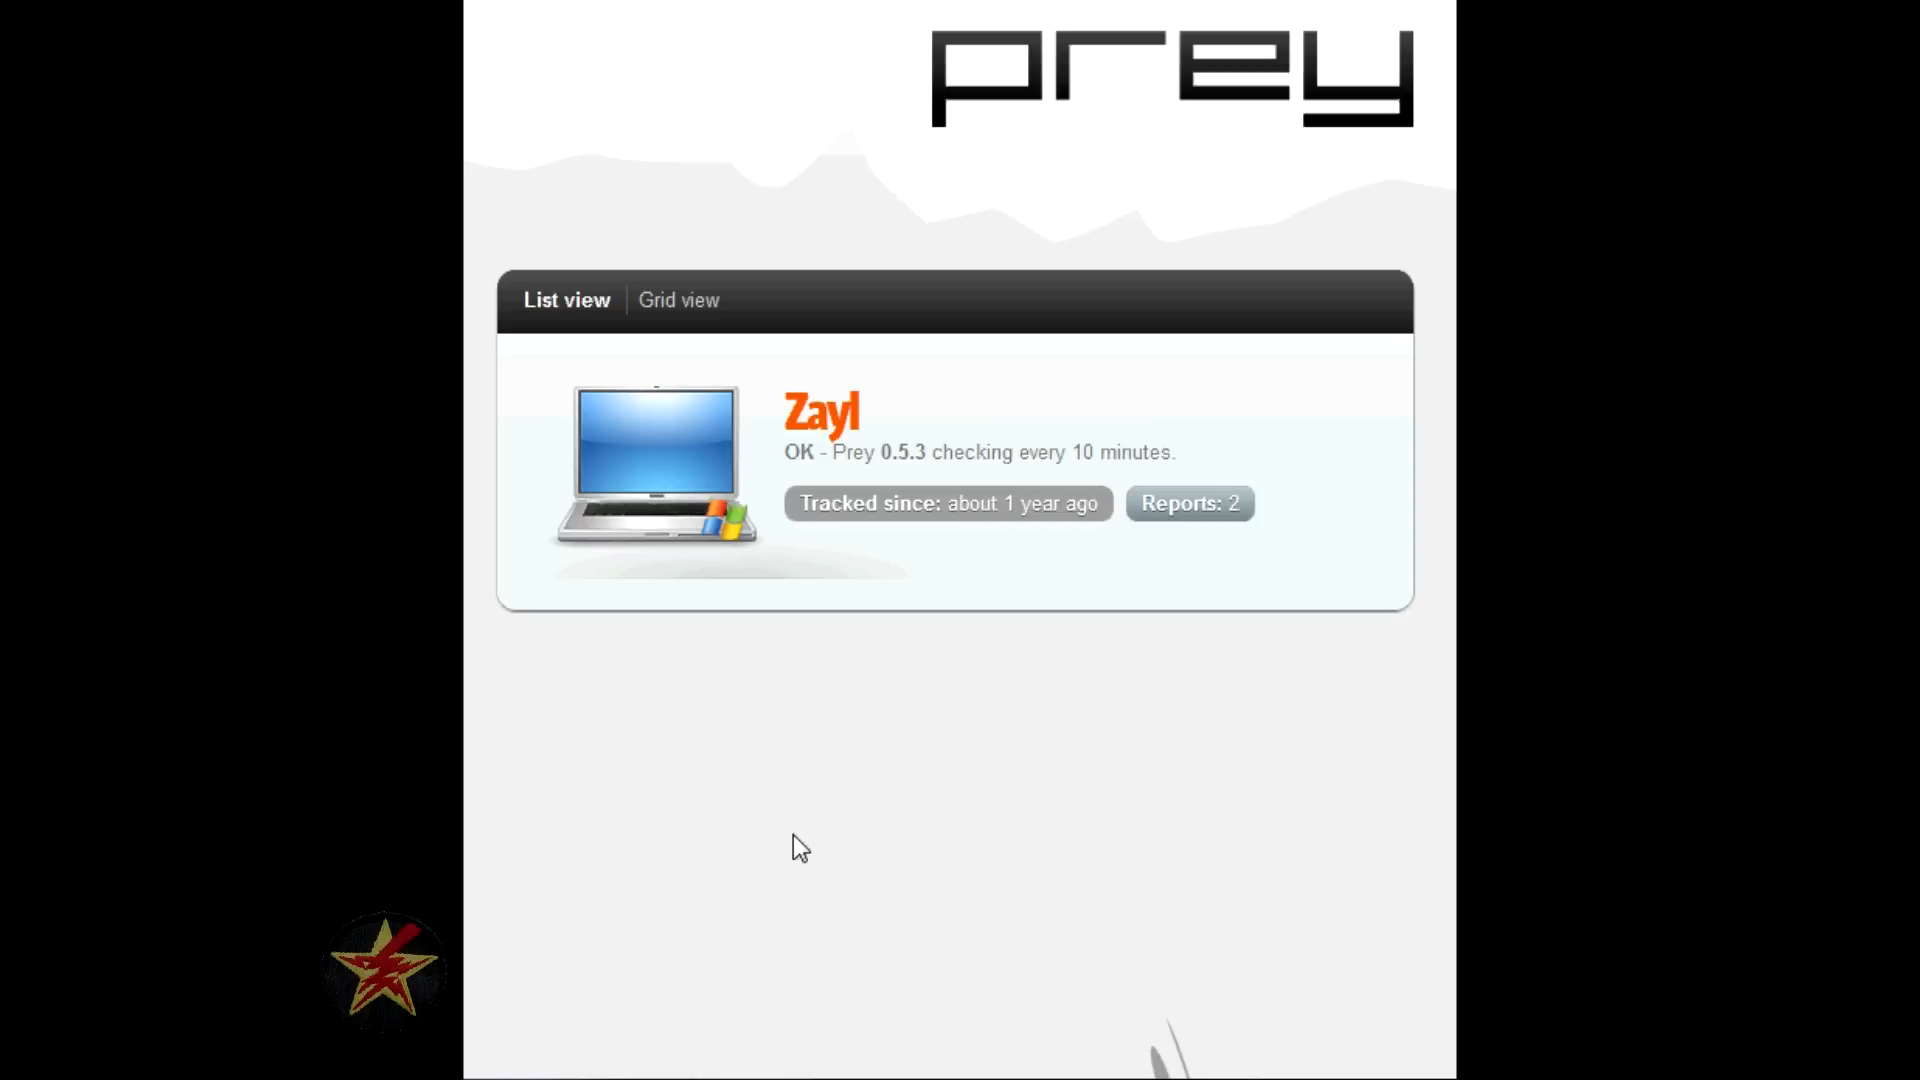 prey
List view
Grid view
Zayl
OK - Prey 0.5.3 checking every 10 minutes.
Tracked since: about 1 year ago
Reports: 2